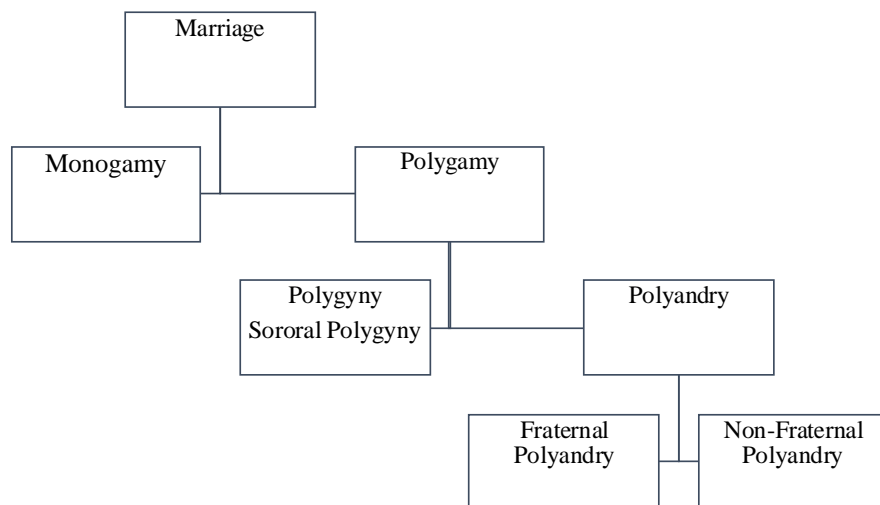 Marriage
Monogamy
Polygamy
Polygyny
Sororal Polygyny
Polyandry
Fraternal
Polyandry
Non-Fraternal
Polyandry